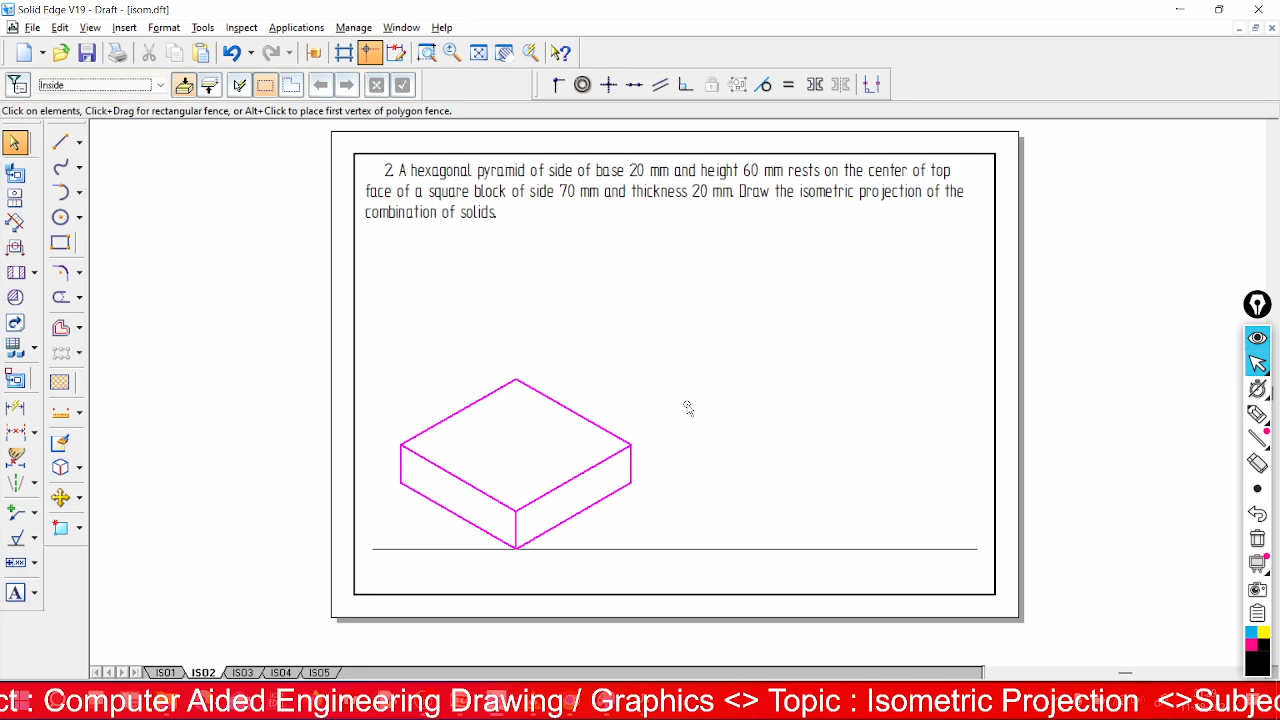 Solid Edge V19 - Draft - [isom.dft]
File Edit View Insert Format Tools Inspect Applications Manage Window Help
Inside
Click on elements, Click+Drag for rectangular fence, or Alt+Click to place first vertex of polygon fence.
2. A hexagonal pyramid of side of base 20 mm and height 60 mm rests on the center of top
face of a square block of side 70 mm and thickness 20 mm. Draw the isometric projection of the
combination of solids.
A
ISO1 ISO2 ISO3 ISO4 ISO5
ct : Computer Aided Engineering Drawing / Graphics <> Topic : Isometric Projection <>Subje